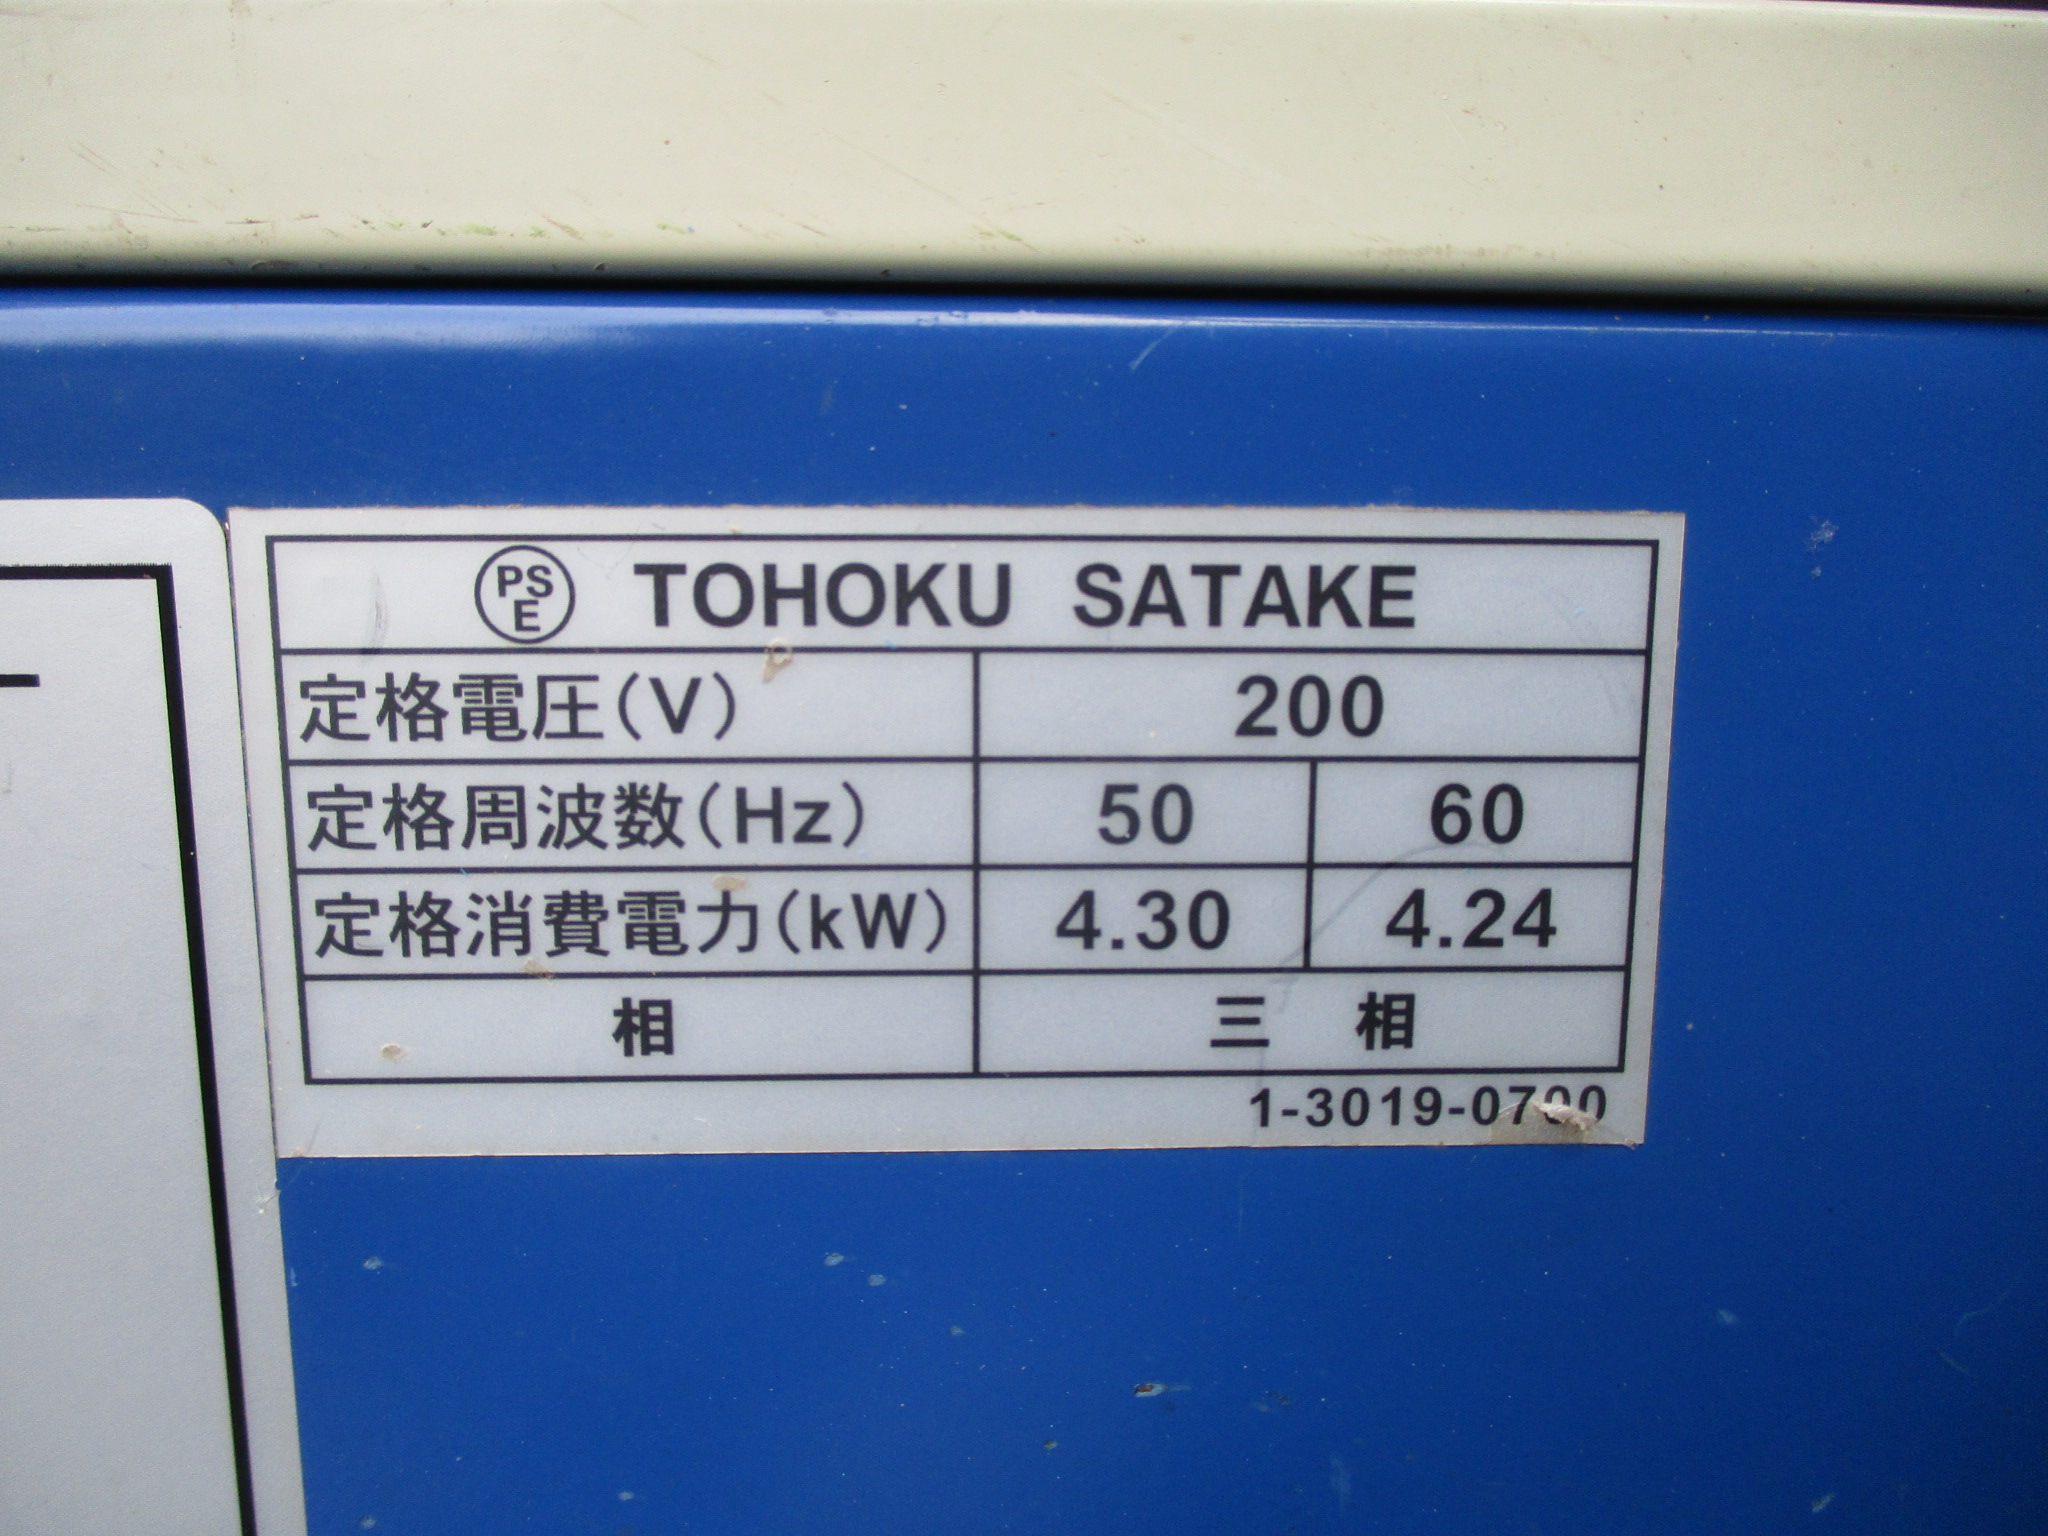 PSE TOHOKU SATAKE
定格電圧(V) 200
定格周波数(Hz) 50 60
定格消費電力(kW) 4.30 4.24
相 三 相
1-3019-0700